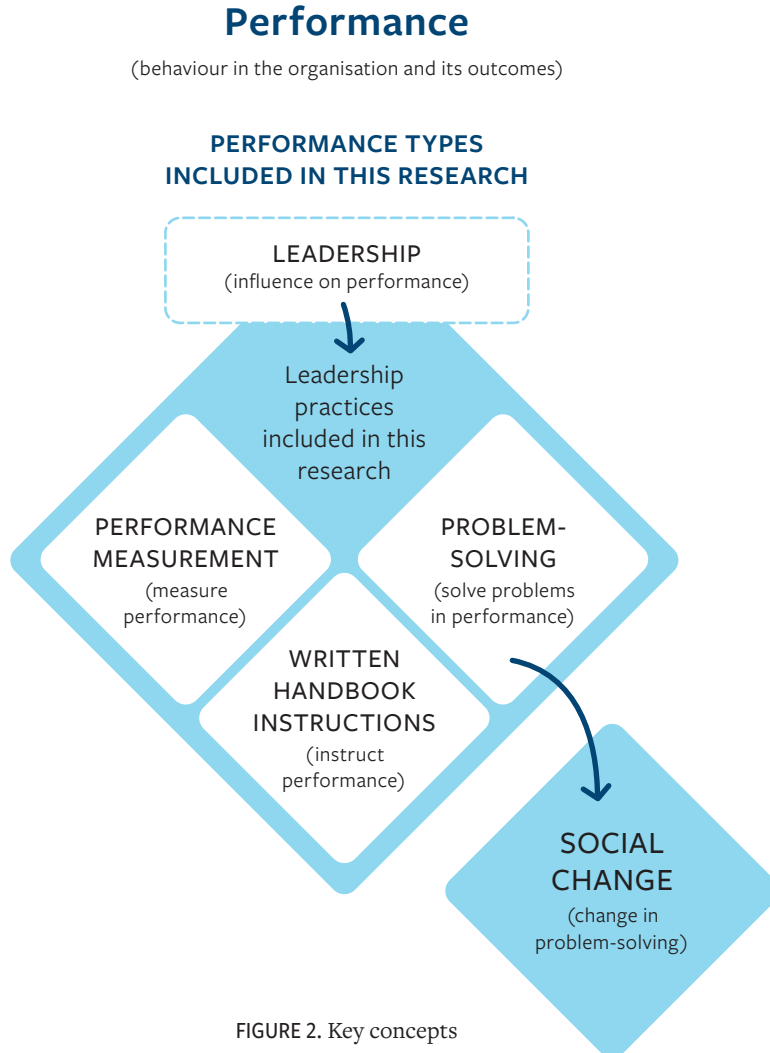 Performance
(behaviour in the organisation and its outcomes)
PERFORMANCE TYPES
INCLUDED IN THIS RESEARCH
LEADERSHIP
(influence on performance)
Leadership
practices
included in this
research
PERFORMANCE
MEASUREMENT
(measure
performance)
PROBLEM-
SOLVING
(solve problems
in performance)
WRITTEN
HANDBOOK
INSTRUCTIONS
(instruct
performance)
SOCIAL
CHANGE
(change in
problem-solving)
FIGURE 2. Key concepts